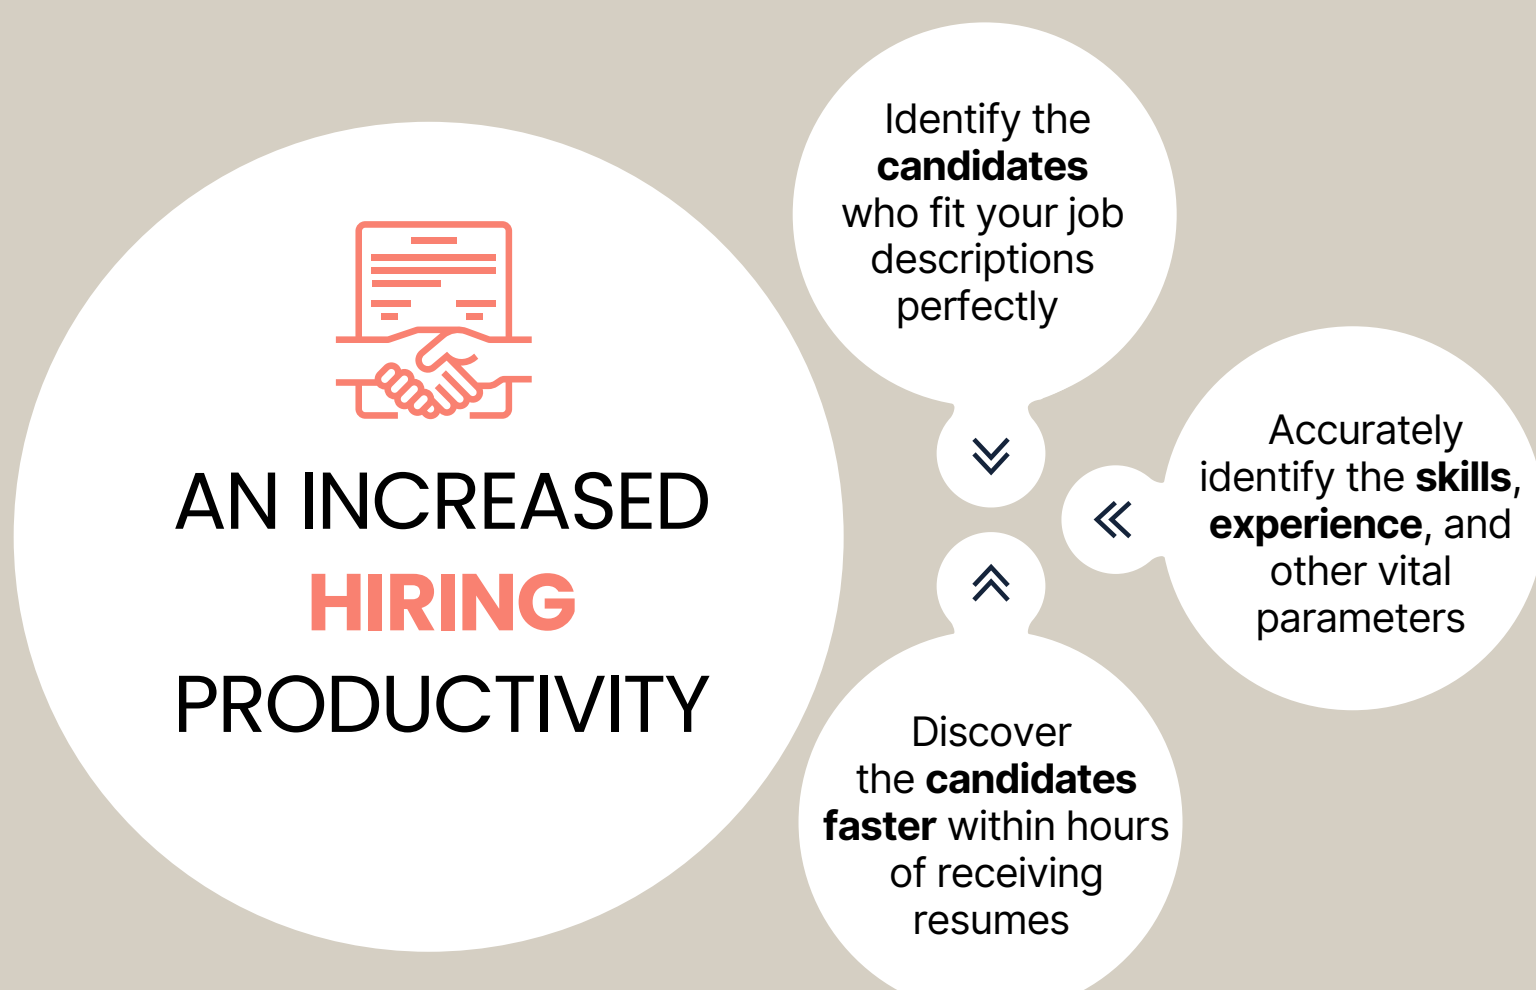 AN INCREASED
HIRING
PRODUCTIVITY
Identify the
candidates
who fit your job
descriptions
perfectly
Accurately
identify the skills,
experience, and
other vital
parameters
Discover
the candidates
faster within hours
of receiving
resumes